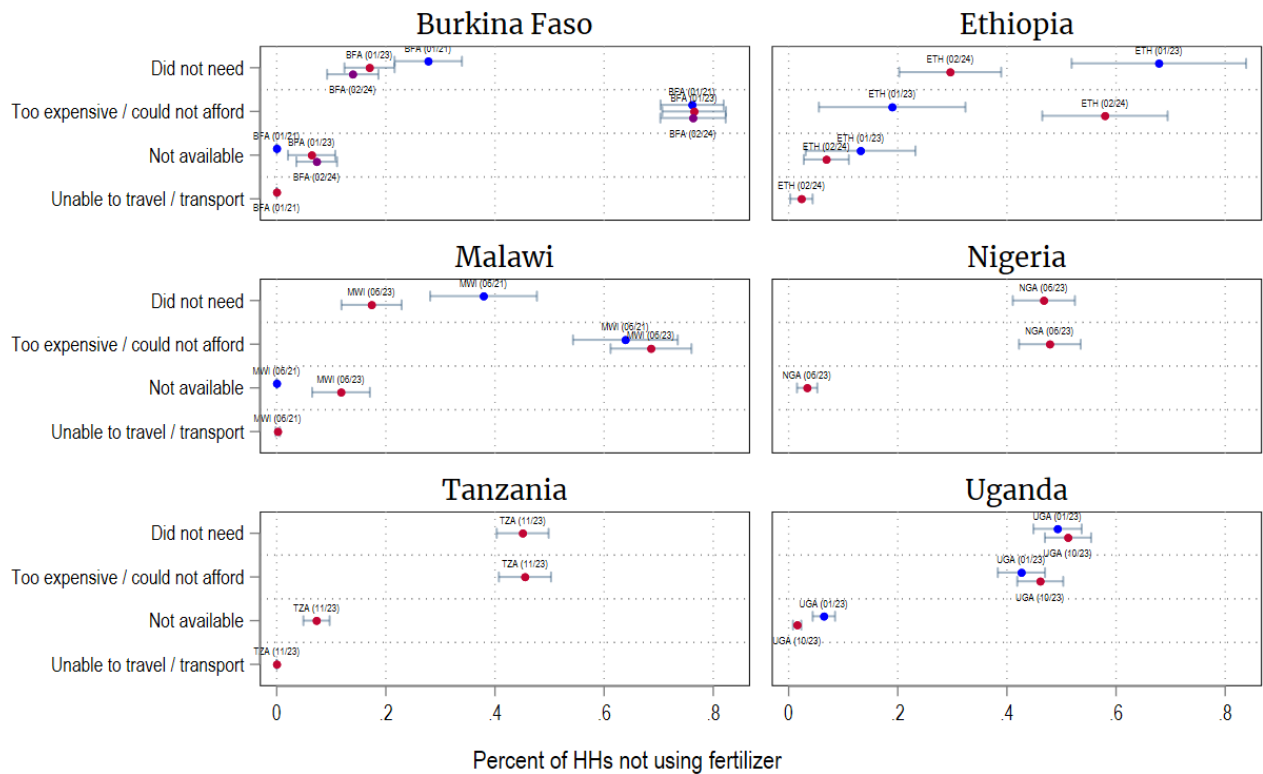 Burkina Faso
Ethiopia
Did not need
BFA (01/23)
BFA (01/21)
BFA (02/24)
ETH (02/24)
ETH (01/23)
Too expensive / could not afford
BFA (01/21)
BFA (01/23)
BFA (02/24)
ETH (01/23)
ETH (02/24)
Not available
BFA (01/21)
BFA (01/23)
BFA (02/24)
ETH (02/24)
ETH (01/23)
Unable to travel / transport
BFA (01/21)
ETH (02/24)
Malawi
Nigeria
Did not need
MWI (06/23)
MWI (06/21)
NGA (06/23)
Too expensive / could not afford
MWI (06/21)
MWI (06/23)
NGA (06/23)
Not available
MWI (06/21)
MWI (06/23)
NGA (06/23)
Unable to travel / transport
MWI (06/21)
Tanzania
Uganda
Did not need
TZA (11/23)
UGA (01/23)
UGA (10/23)
Too expensive / could not afford
TZA (11/23)
UGA (01/23)
UGA (10/23)
Not available
TZA (11/23)
UGA (01/23)
UGA (10/23)
Unable to travel / transport
TZA (11/23)
0 .2 .4 .6 .8
0 .2 .4 .6 .8
Percent of HHs not using fertilizer